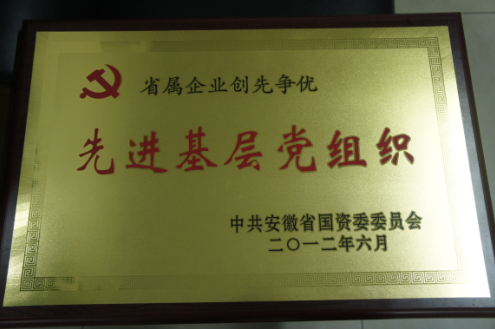 省属企业创先争优
先进基层党组织
中共安徽省国资委委员会
二〇一二年六月